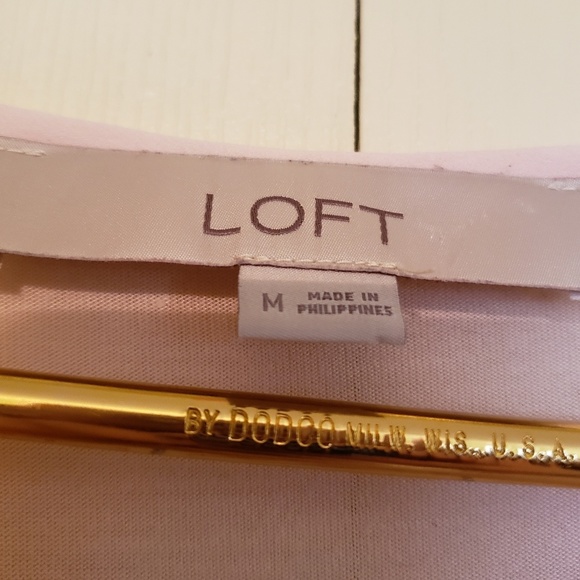 LOFT
M
MADE IN
PHILIPPINES
BY DODCO MILW. WIS., U.S.A.